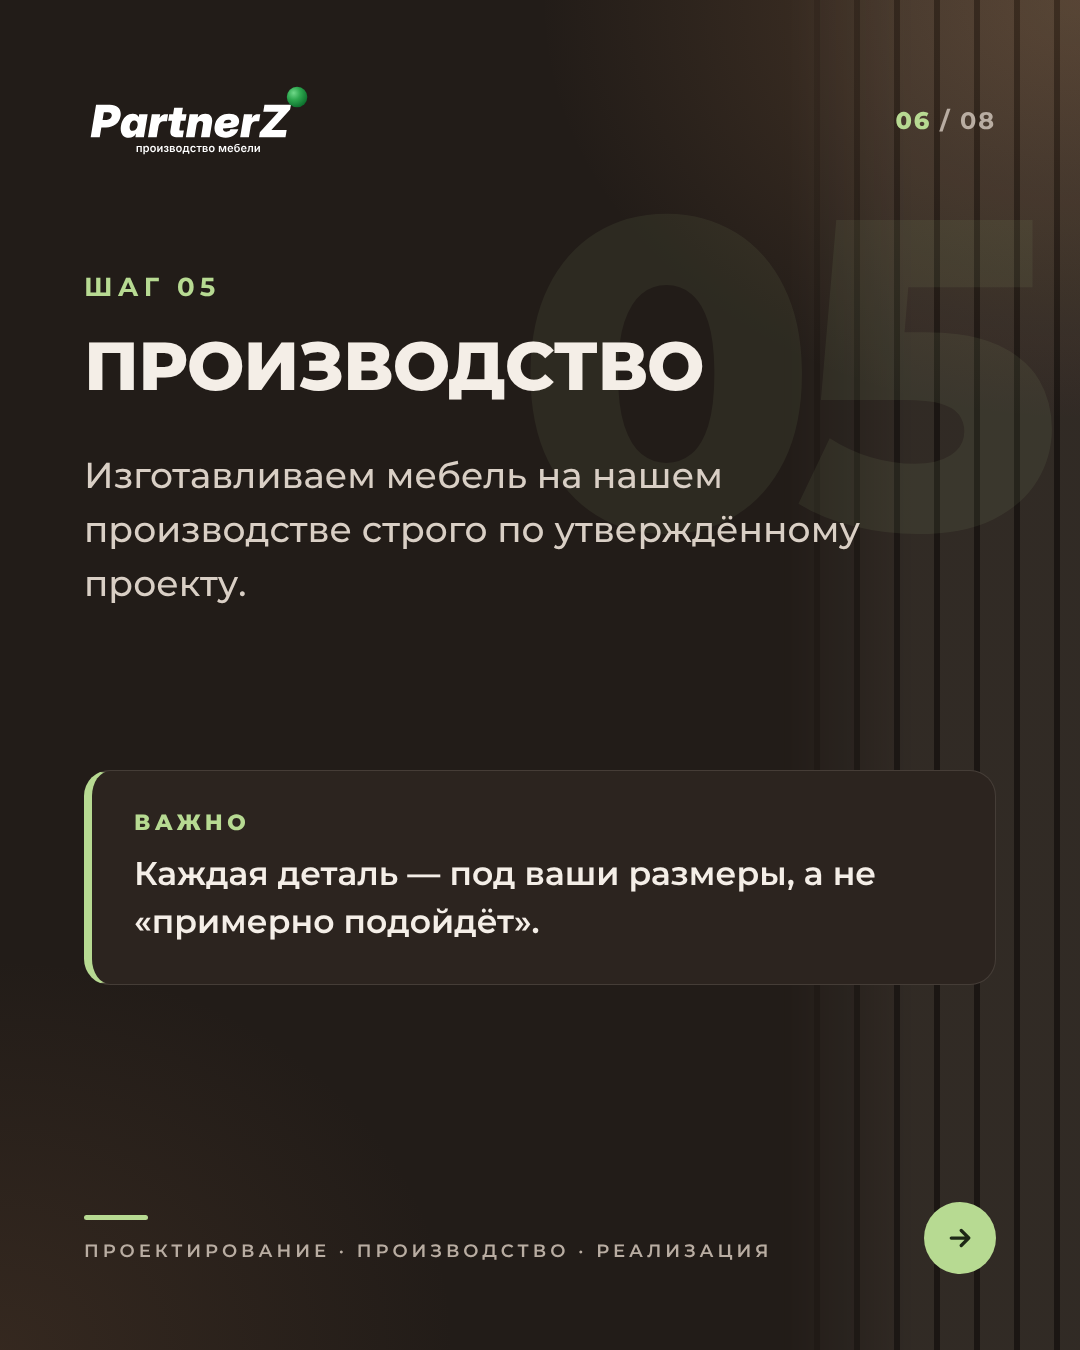 PartnerZ
производство мебели
06 / 08
05
ШАГ 05
ПРОИЗВОДСТВО
Изготавливаем мебель на нашем
производстве строго по утверждённому
проекту.
ВАЖНО
Каждая деталь — под ваши размеры, а не
«примерно подойдёт».
ПРОЕКТИРОВАНИЕ · ПРОИЗВОДСТВО · РЕАЛИЗАЦИЯ